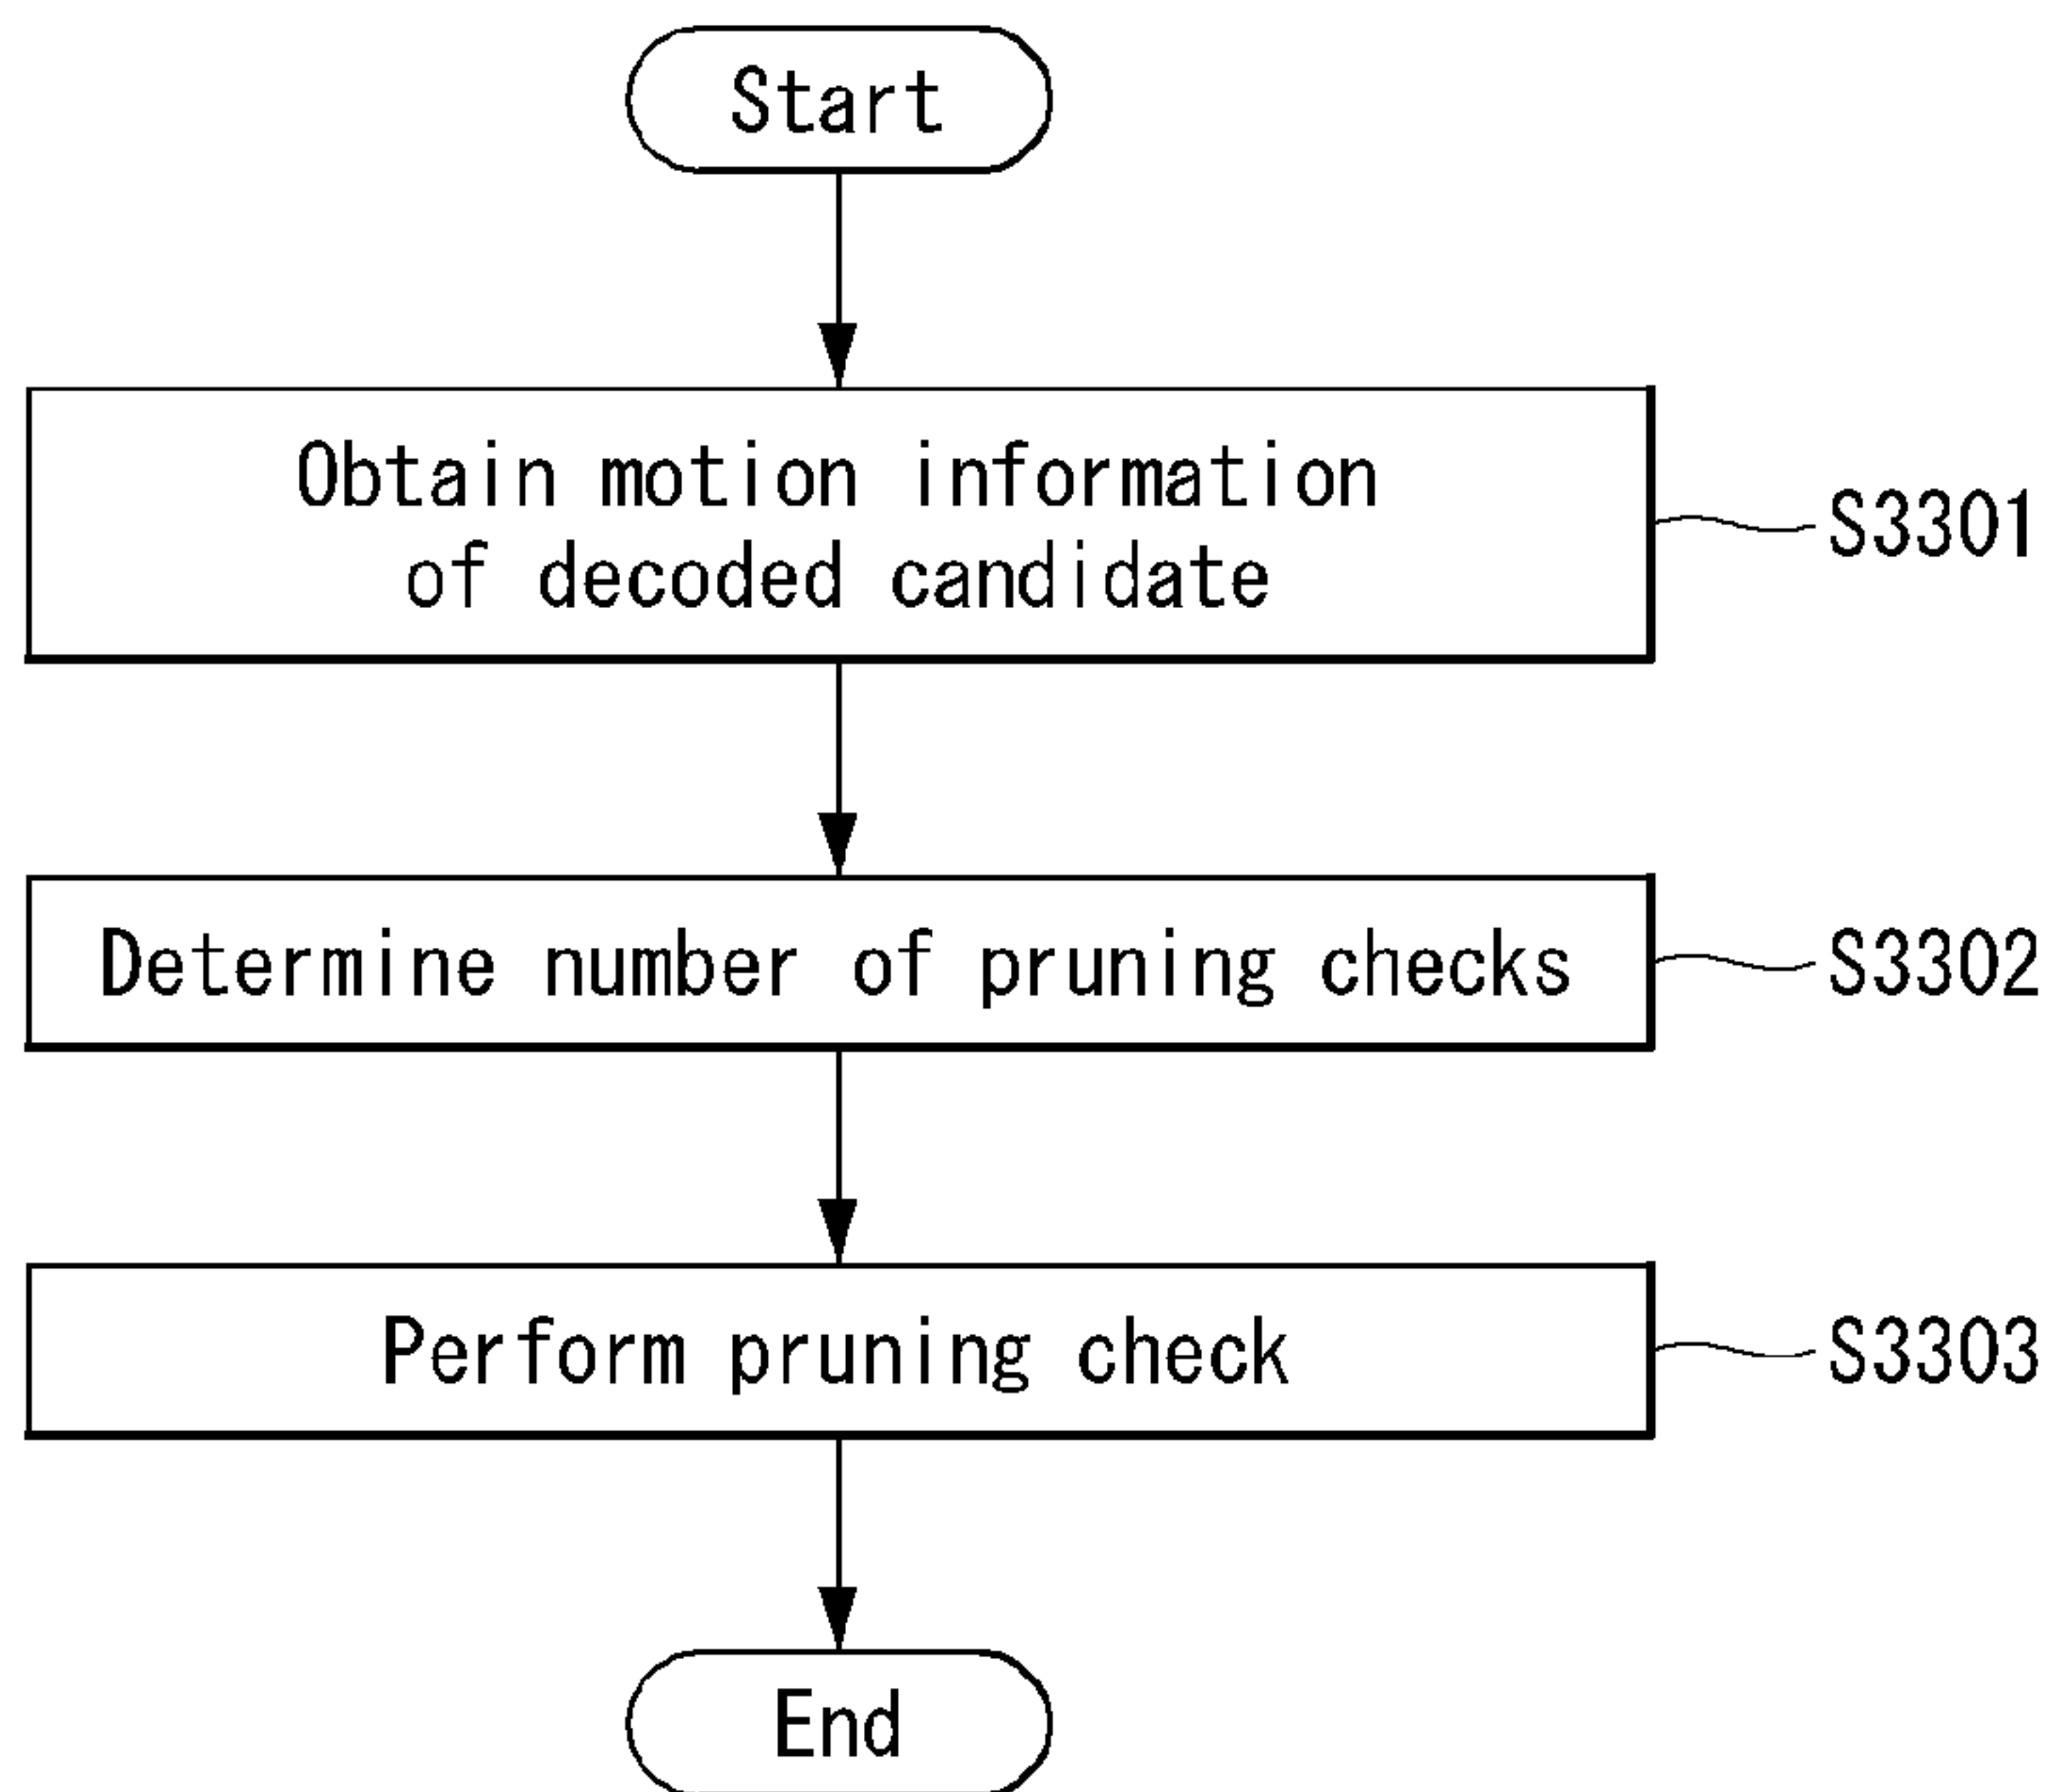 Start
Obtain motion information
of decoded candidate
S3301
Determine number of pruning checks
S3302
Perform pruning check
S3303
End